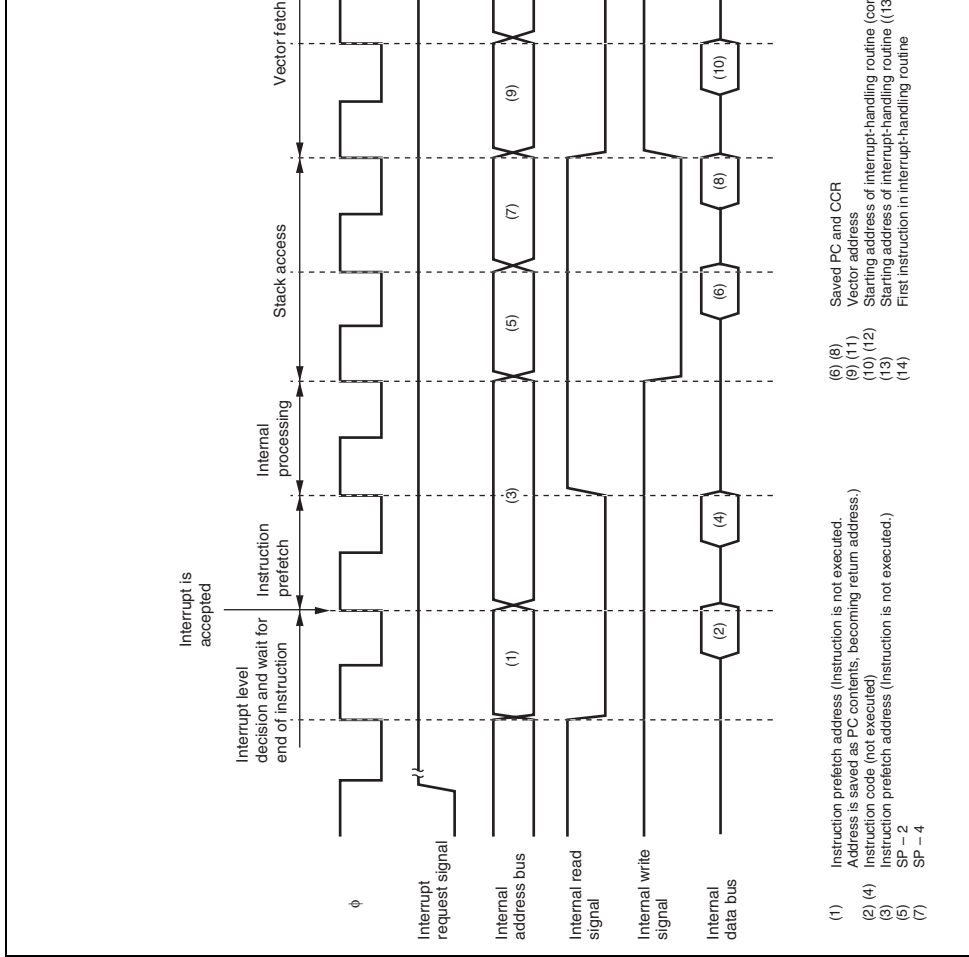 Interrupt is
accepted
Interrupt level
decision and wait for
end of instruction
Instruction
prefetch
Internal
processing
Stack access
Vector fetch
φ
Interrupt
request signal
Internal
address bus
(1)
(3)
(5)
(7)
(9)
Internal read
signal
Internal write
signal
Internal
data bus
(2)
(4)
(6)
(8)
(10)
(1) Instruction prefetch address (Instruction is not executed.
Address is saved as PC contents, becoming return address.)
(2) (4) Instruction code (not executed)
(3) Instruction prefetch address (Instruction is not executed.)
(5) SP – 2
(7) SP – 4
(6) (8) Saved PC and CCR
(9) (11) Vector address
(10) (12) Starting address of interrupt-handling routine
(13) Starting address of interrupt-handling routine ((13
(14) First instruction in interrupt-handling routine